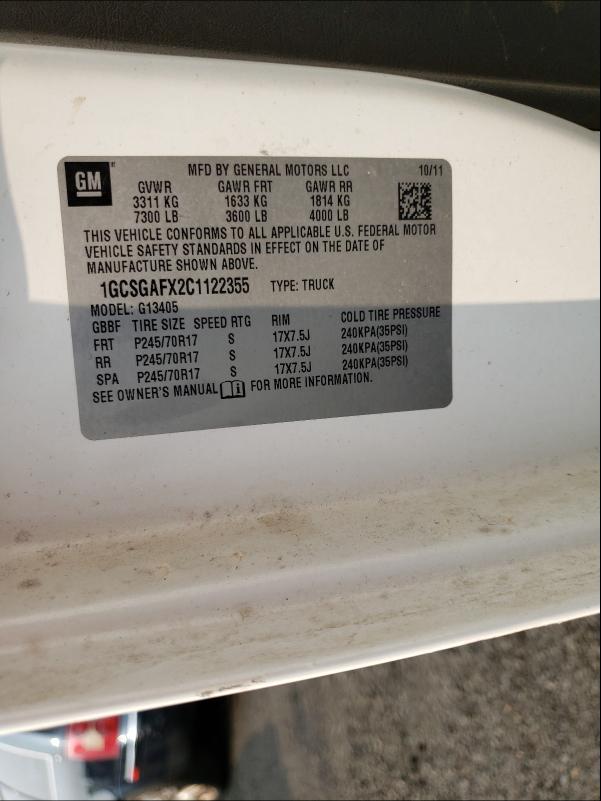 GM
MFD BY GENERAL MOTORS LLC 10/11
GVWR GAWR FRT GAWR RR
3311 KG 1633 KG 1814 KG
7300 LB 3600 LB 4000 LB
THIS VEHICLE CONFORMS TO ALL APPLICABLE U.S. FEDERAL MOTOR
VEHICLE SAFETY STANDARDS IN EFFECT ON THE DATE OF
MANUFACTURE SHOWN ABOVE.
1GCSGAFX2C1122355 TYPE: TRUCK
MODEL: G13405
GBBF TIRE SIZE SPEED RTG RIM COLD TIRE PRESSURE
FRT P245/70R17 S 17X7.5J 240KPA(35PSI)
RR P245/70R17 S 17X7.5J 240KPA(35PSI)
SPA P245/70R17 S 17X7.5J 240KPA(35PSI)
SEE OWNER'S MANUAL FOR MORE INFORMATION.